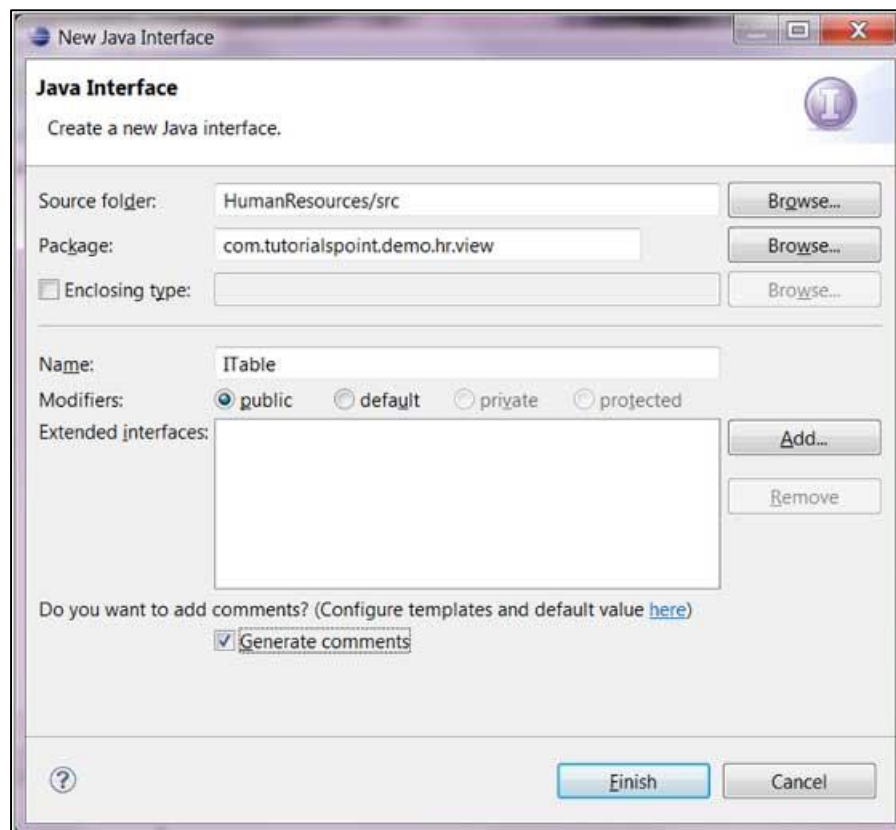 New Java Interface
Java Interface
Create a new Java interface.
Source folder: HumanResources/src Browse...
Package: com.tutorialspoint.demo.hr.view Browse...
Enclosing type: Browse...
Name: ITable
Modifiers: public default private protected
Extended interfaces: Add...
Remove
Do you want to add comments? (Configure templates and default value here)
Generate comments
? Finish Cancel